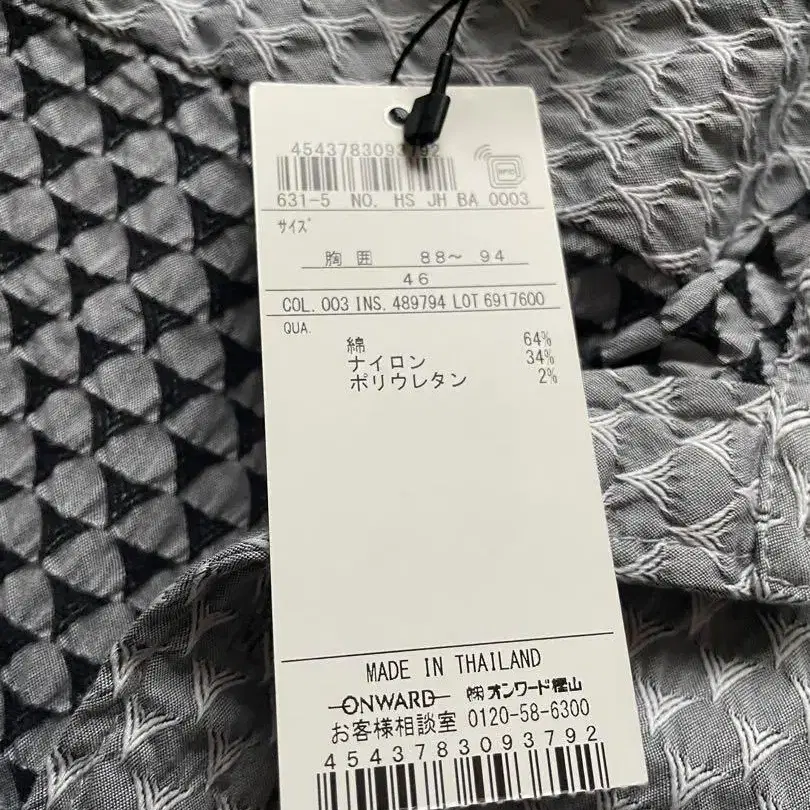 4543783093792
631-5 NO. HS JH BA 0003
サイズ
胸囲 88〜 94
46
COL. 003 INS. 489794 LOT 6917600
QUA.
綿 64%
ナイロン 34%
ポリウレタン 2%
MADE IN THAILAND
ONWARD ㈱オンワード樫山
お客様相談室 0120-58-6300
4543783093792